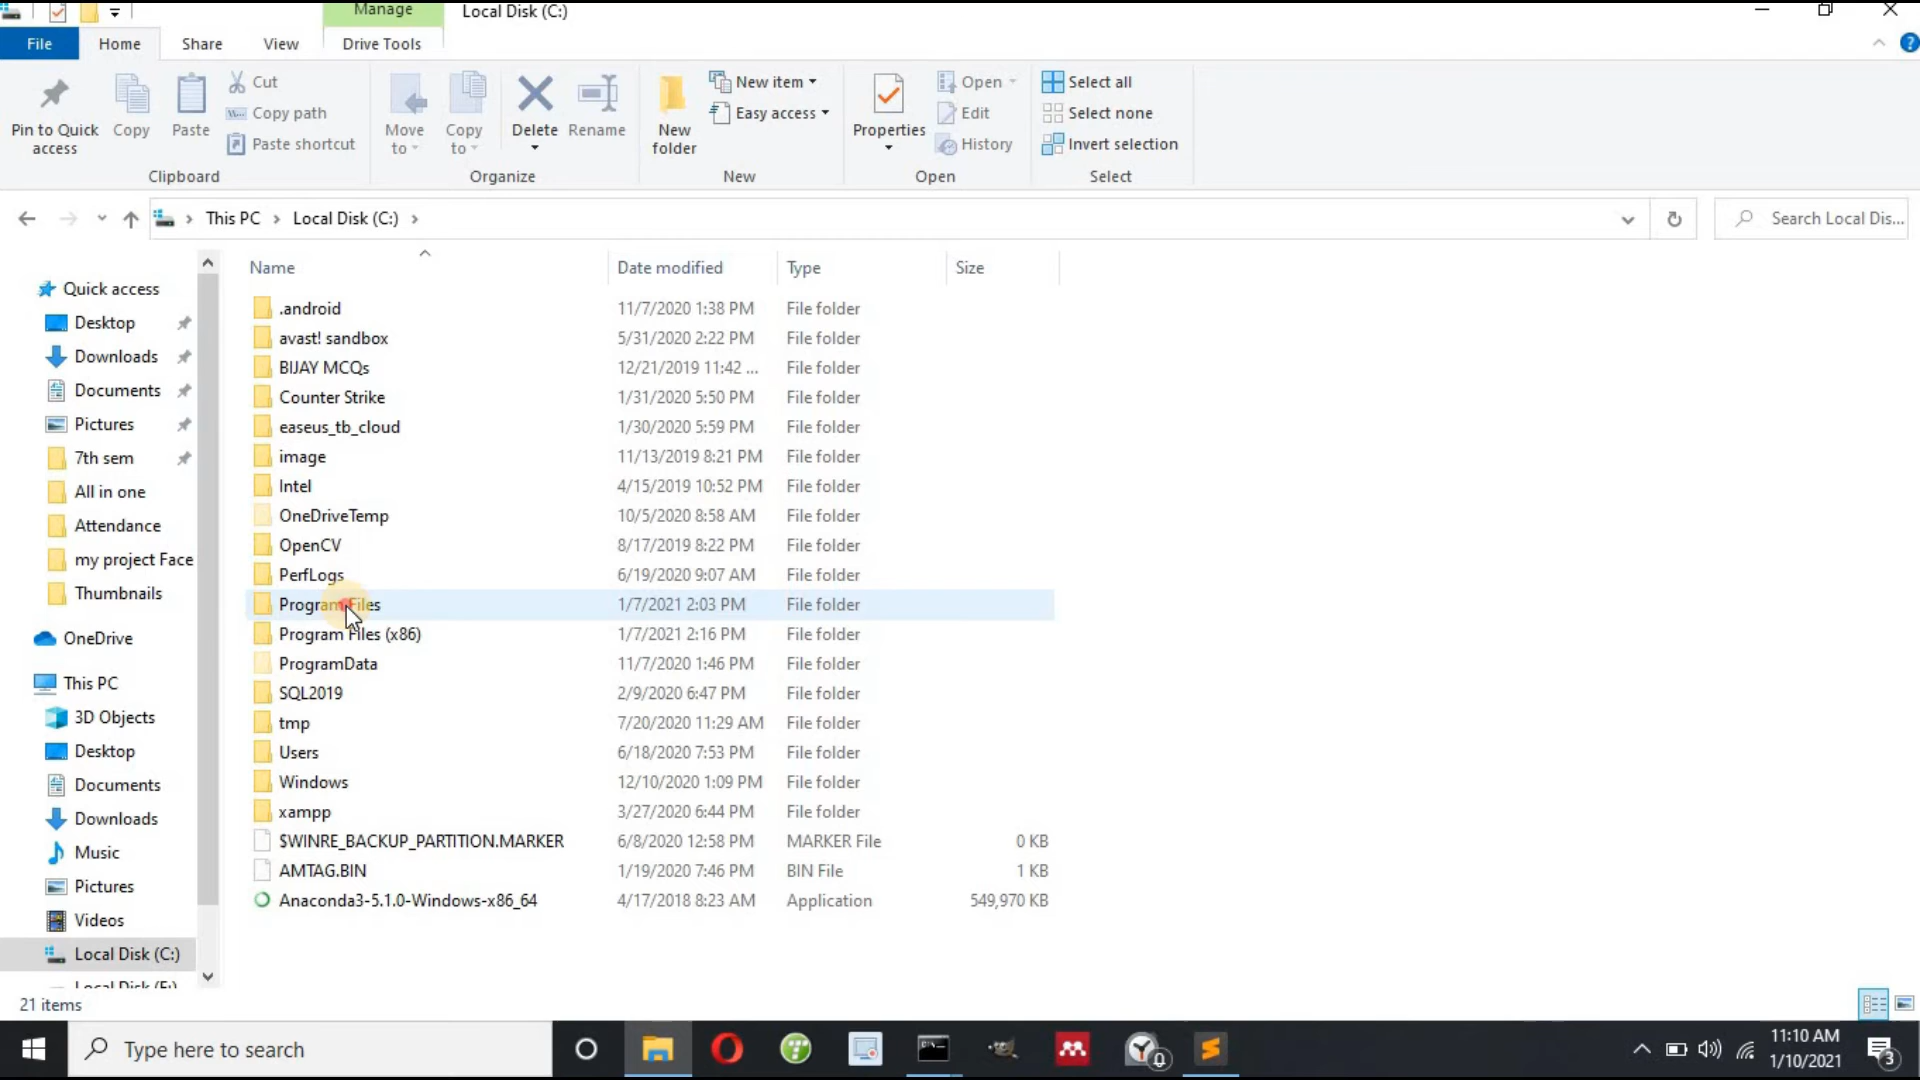 Manage
Local Disk (C:)
File
Home
Share
View
Drive Tools
Pin to Quick access
Copy
Paste
Cut
Copy path
Paste shortcut
Clipboard
Move to
Copy to
Delete
Rename
Organize
New folder
New item
Easy access
New
Properties
Open
Edit
History
Open
Select all
Select none
Invert selection
Select
This PC > Local Disk (C:) >
Search Local Dis...
Name Date modified Type Size
.android 11/7/2020 1:38 PM File folder
avast! sandbox 5/31/2020 2:22 PM File folder
BIJAY MCQs 12/21/2019 11:42 ... File folder
Counter Strike 1/31/2020 5:50 PM File folder
easeus_tb_cloud 1/30/2020 5:59 PM File folder
image 11/13/2019 8:21 PM File folder
Intel 4/15/2019 10:52 PM File folder
OneDriveTemp 10/5/2020 8:58 AM File folder
OpenCV 8/17/2019 8:22 PM File folder
PerfLogs 6/19/2020 9:07 AM File folder
Program Files 1/7/2021 2:03 PM File folder
Program Files (x86) 1/7/2021 2:16 PM File folder
ProgramData 11/7/2020 1:46 PM File folder
SQL2019 2/9/2020 6:47 PM File folder
tmp 7/20/2020 11:29 AM File folder
Users 6/18/2020 7:53 PM File folder
Windows 12/10/2020 1:09 PM File folder
xampp 3/27/2020 6:44 PM File folder
$WINRE_BACKUP_PARTITION.MARKER 6/8/2020 12:58 PM MARKER File 0 KB
AMTAG.BIN 1/19/2020 7:46 PM BIN File 1 KB
Anaconda3-5.1.0-Windows-x86_64 4/17/2018 8:23 AM Application 549,970 KB
Quick access
Desktop
Downloads
Documents
Pictures
7th sem
All in one
Attendance
my project Face
Thumbnails
OneDrive
This PC
3D Objects
Desktop
Documents
Downloads
Music
Pictures
Videos
Local Disk (C:)
21 items
Type here to search
11:10 AM
1/10/2021
3